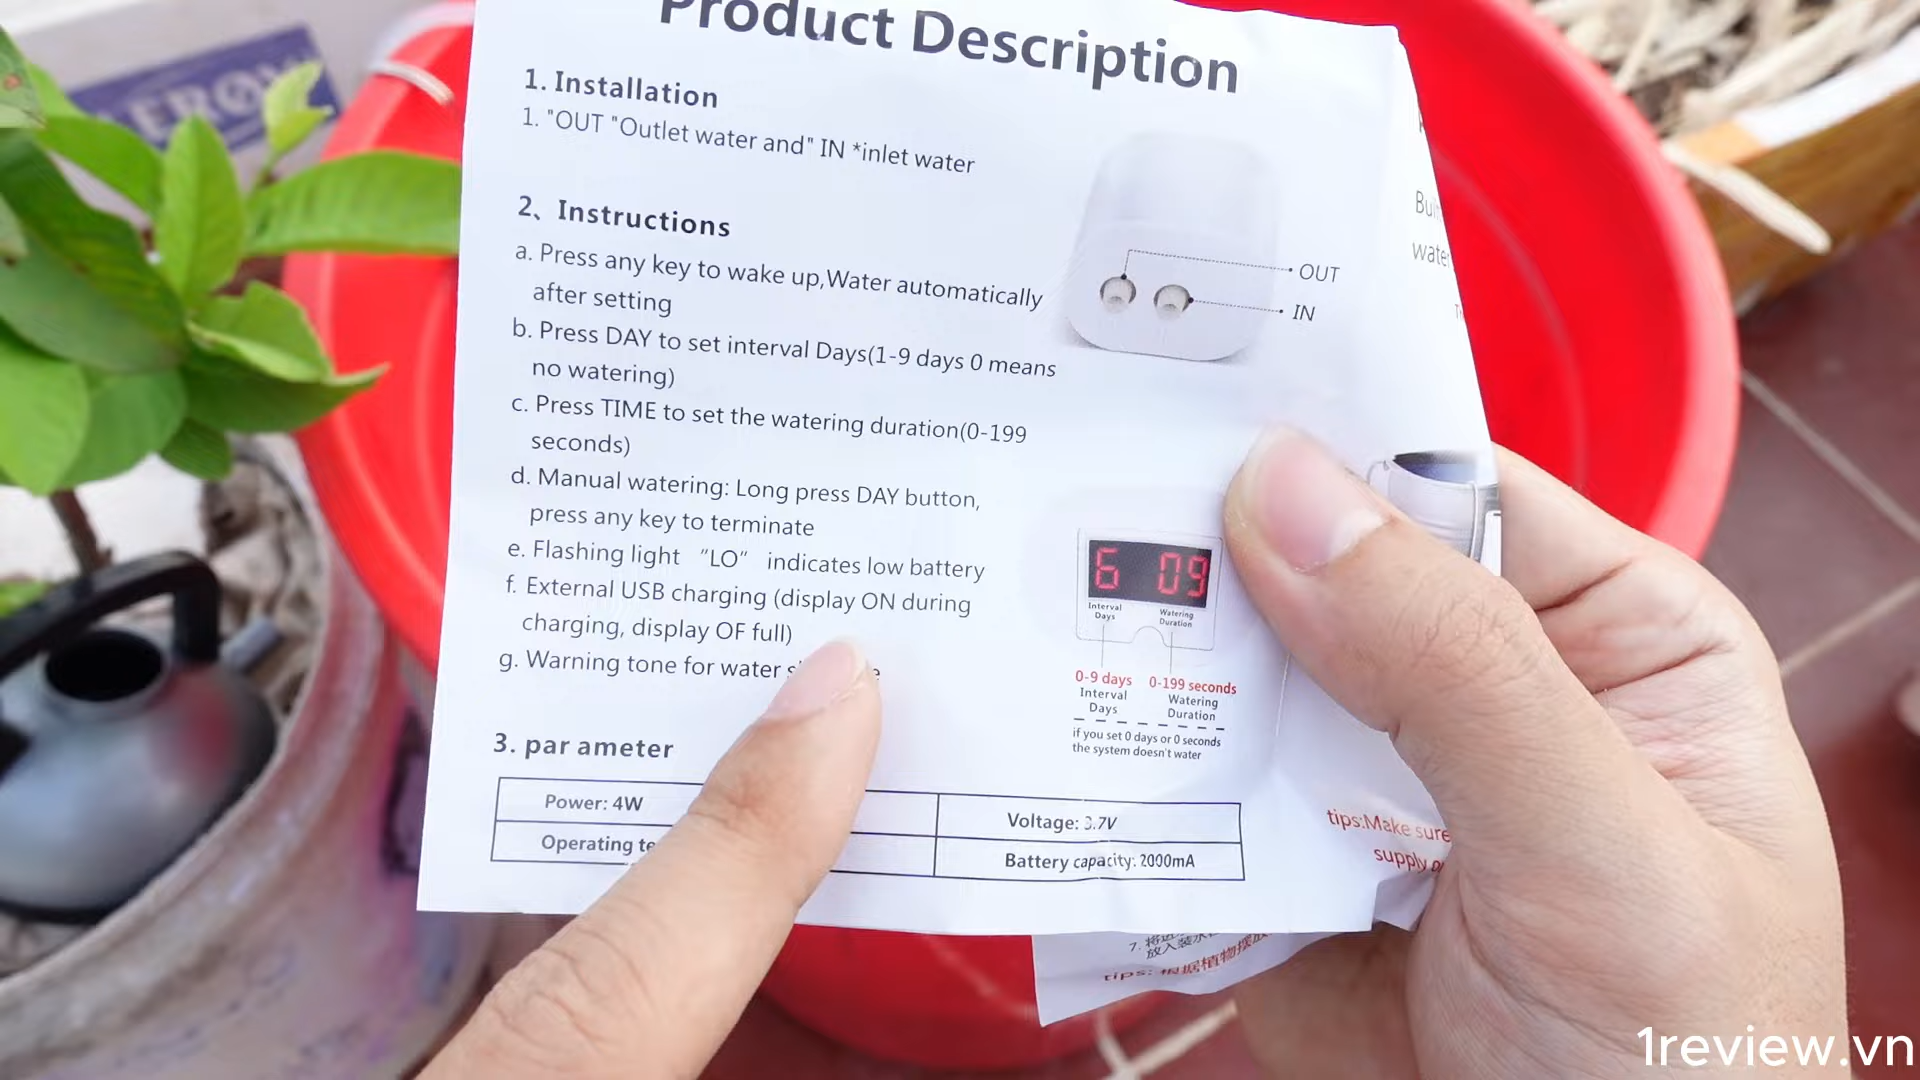 Product Description
1. Installation
1. "OUT "Outlet water and" IN *inlet water
2、Instructions
a. Press any key to wake up,Water automatically
after setting
b. Press DAY to set interval Days(1-9 days 0 means
no watering)
c. Press TIME to set the watering duration(0-199
seconds)
d. Manual watering: Long press DAY button,
press any key to terminate
e. Flashing light “LO” indicates low battery
f. External USB charging (display ON during
charging, display OF full)
g. Warning tone for water
OUT
IN
6 09
Interval
Days
Watering
Duration
0-9 days
Interval
Days
0-199 seconds
Watering
Duration
if you set 0 days or 0 seconds
the system doesn't water
3. par ameter
Power: 4W
Voltage: 3.7V
Operating
Battery capacity: 2000mA
water
tips:Make sure
supply
tips:
1review.vn